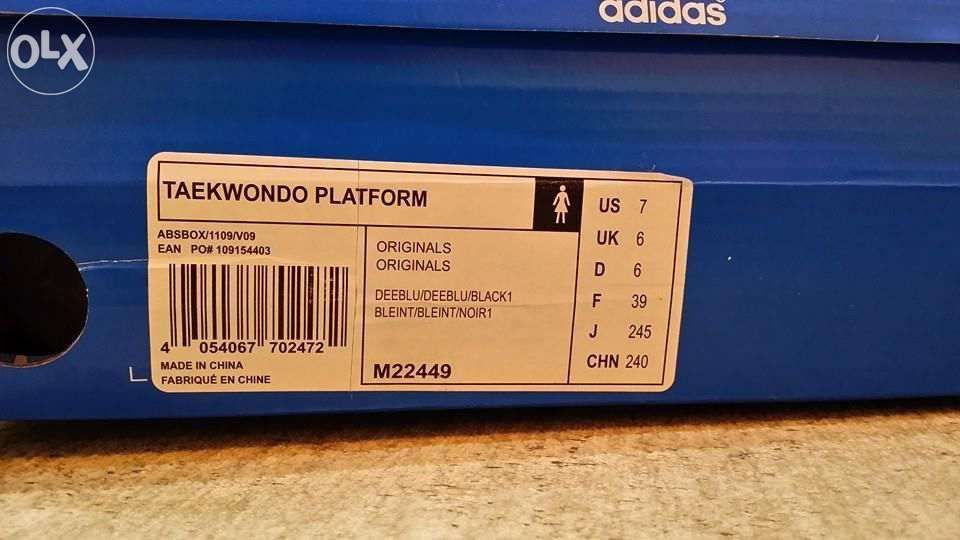 OLX
adidas
TAEKWONDO PLATFORM
ABSBOX/1109/V09
EAN PO# 109154403
4 054067 702472
MADE IN CHINA
FABRIQUÉ EN CHINE
ORIGINALS
ORIGINALS
DEEBLU/DEEBLU/BLACK1
BLEINT/BLEINT/NOIR1
M22449
US 7
UK 6
D 6
F 39
J 245
CHN 240